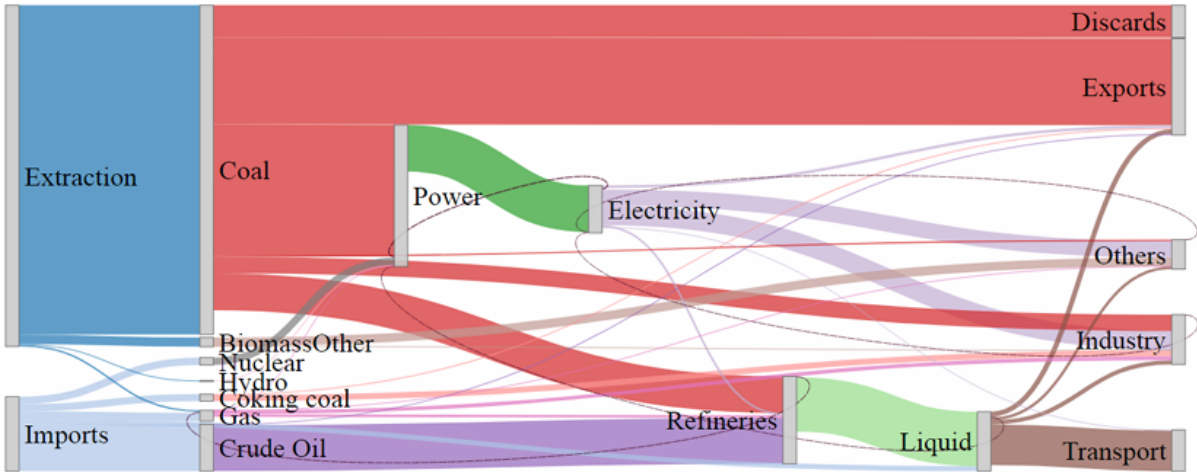 Discards
Exports
Coal
Extraction
Power
Electricity
Others
BiomassOther
Industry
Nuclear
Hydro
Coking coal
Gas
Refineries
Imports
Crude Oil
Liquid
Transport